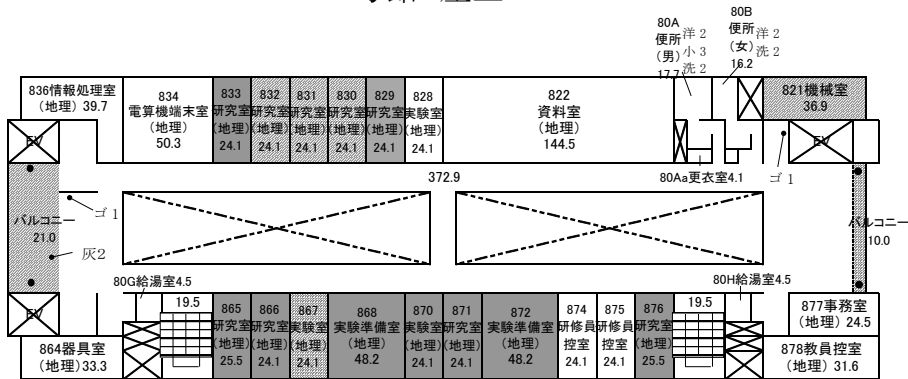 80A
便所
(男)
17.7
洋2
小3
洗2
80B
便所
(女)
16.2
洋2
洗2
836情報処理室
(地理) 39.7
834
電算機端末室
(地理)
50.3
833
研究室
(地理)
24.1
832
研究室
(地理)
24.1
831
研究室
(地理)
24.1
830
研究室
(地理)
24.1
829
研究室
(地理)
24.1
828
実験室
(地理)
24.1
822
資料室
(地理)
144.5
821機械室
36.9
EV
EV
372.9
80Aa更衣室4.1
ゴ1
ゴ1
バルコニー
21.0
灰2
バルコニー
10.0
80G給湯室4.5
80H給湯室4.5
EV
19.5
19.5
865
研究室
(地理)
25.5
866
研究室
(地理)
24.1
867
実験室
(地理)
24.1
868
実験準備室
(地理)
48.2
870
実験室
(地理)
24.1
871
研究室
(地理)
24.1
872
実験準備室
(地理)
48.2
874
研修員
控室
24.1
875
研修員
控室
24.1
876
研究室
(地理)
25.5
877事務室
(地理) 24.5
864器具室
(地理)33.3
878教員控室
(地理) 31.6